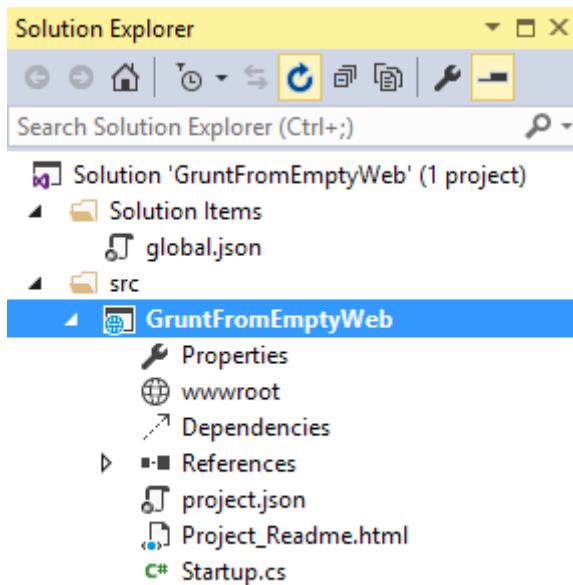 Solution Explorer
Search Solution Explorer (Ctrl+;)
Solution 'GruntFromEmptyWeb' (1 project)
Solution Items
global.json
src
GruntFromEmptyWeb
Properties
wwwroot
Dependencies
References
project.json
Project_Readme.html
C# Startup.cs